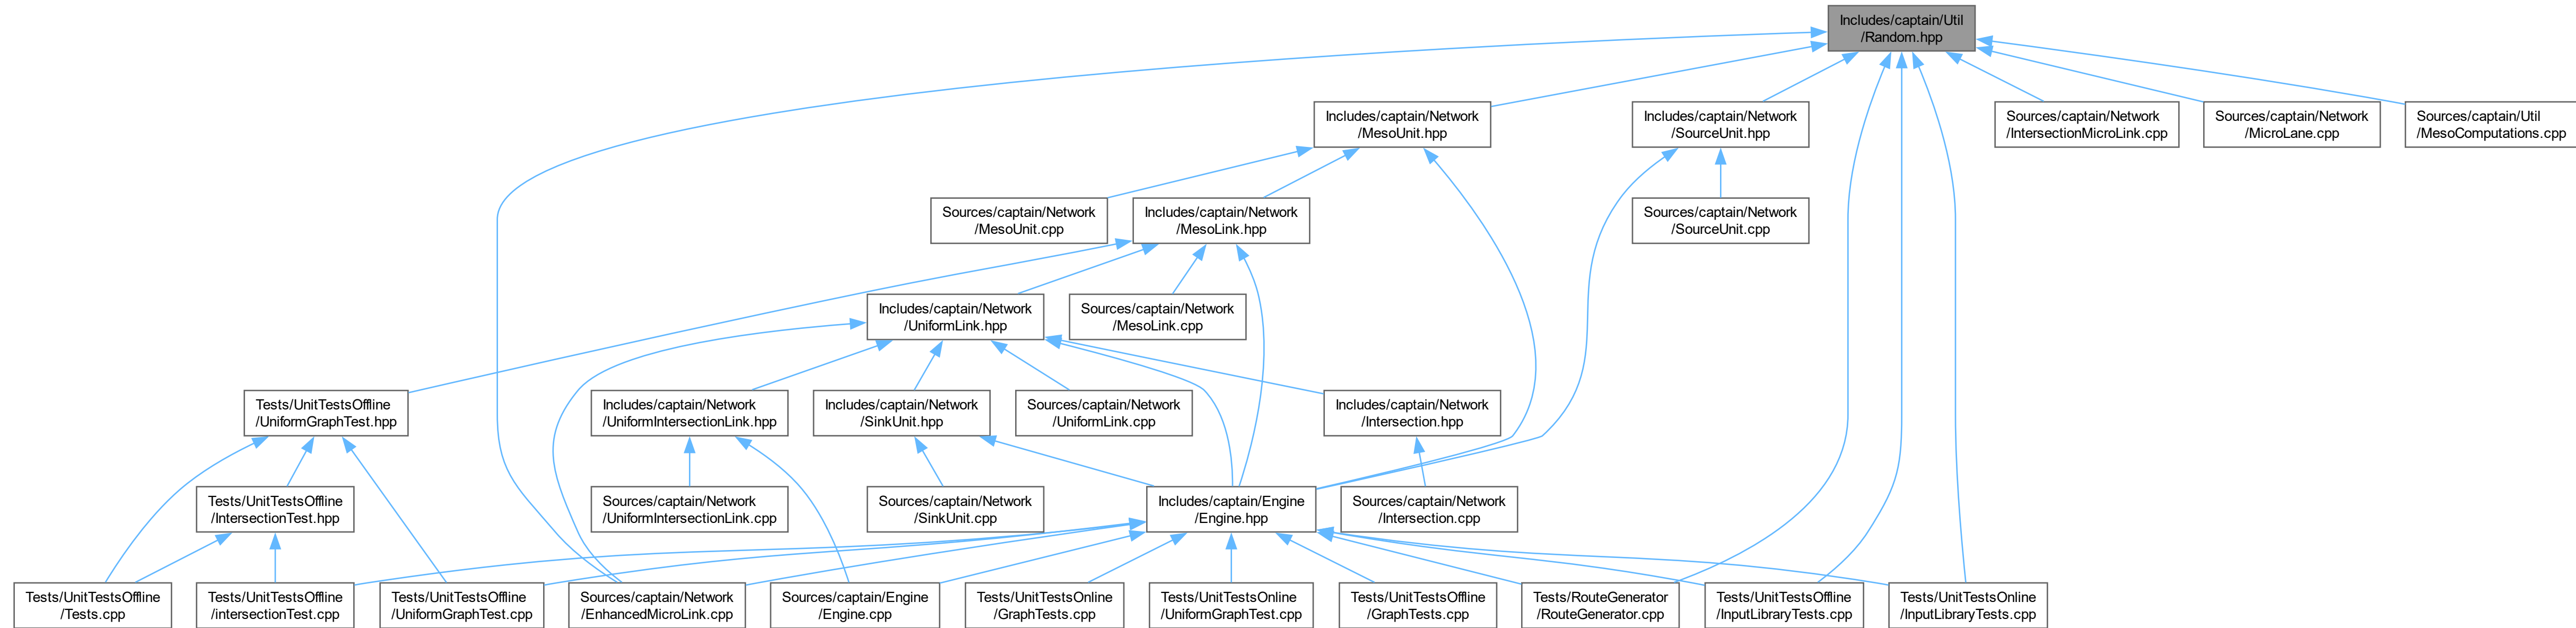 Includes/captain/Util
/Random.hpp
Includes/captain/Network
/MesoUnit.hpp
Includes/captain/Network
/SourceUnit.hpp
Sources/captain/Network
/IntersectionMicroLink.cpp
Sources/captain/Network
/MicroLane.cpp
Sources/captain/Util
/MesoComputations.cpp
Sources/captain/Network
/MesoUnit.cpp
Includes/captain/Network
/MesoLink.hpp
Sources/captain/Network
/SourceUnit.cpp
Includes/captain/Network
/UniformLink.hpp
Sources/captain/Network
/MesoLink.cpp
Tests/UnitTestsOffline
/UniformGraphTest.hpp
Includes/captain/Network
/UniformIntersectionLink.hpp
Includes/captain/Network
/SinkUnit.hpp
Sources/captain/Network
/UniformLink.cpp
Includes/captain/Network
/Intersection.hpp
Tests/UnitTestsOffline
/IntersectionTest.hpp
Sources/captain/Network
/UniformIntersectionLink.cpp
Sources/captain/Network
/SinkUnit.cpp
Includes/captain/Engine
/Engine.hpp
Sources/captain/Network
/Intersection.cpp
Tests/UnitTestsOffline
/Tests.cpp
Tests/UnitTestsOffline
/intersectionTest.cpp
Tests/UnitTestsOffline
/UniformGraphTest.cpp
Sources/captain/Network
/EnhancedMicroLink.cpp
Sources/captain/Engine
/Engine.cpp
Tests/UnitTestsOnline
/GraphTests.cpp
Tests/UnitTestsOnline
/UniformGraphTest.cpp
Tests/UnitTestsOffline
/GraphTests.cpp
Tests/RouteGenerator
/RouteGenerator.cpp
Tests/UnitTestsOffline
/InputLibraryTests.cpp
Tests/UnitTestsOnline
/InputLibraryTests.cpp